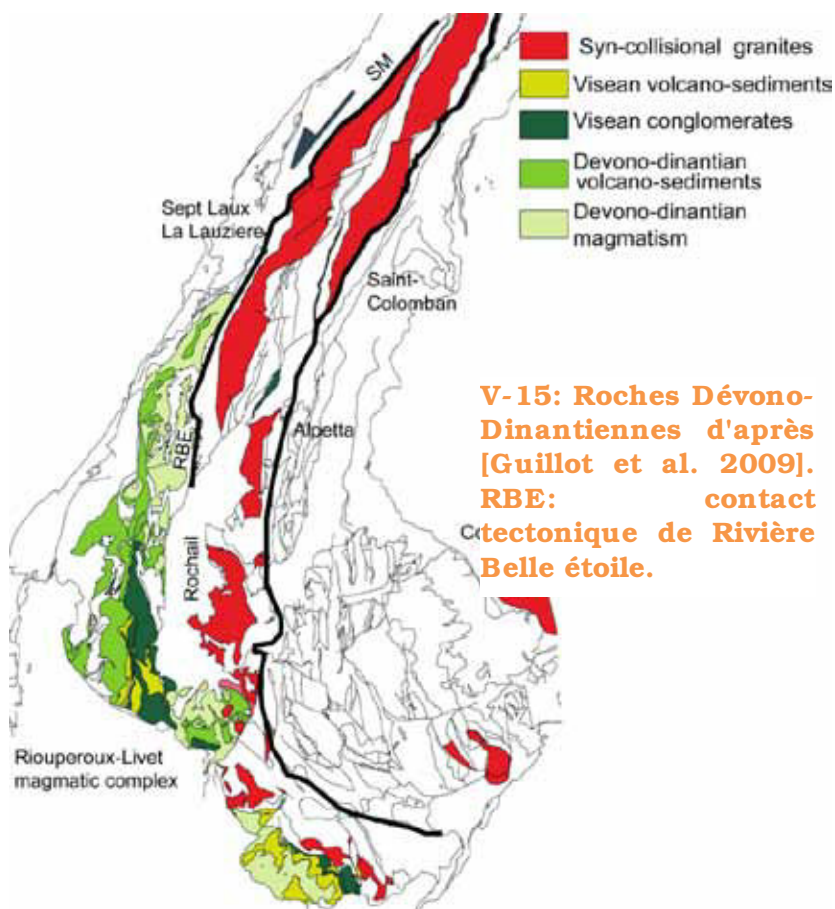 Syn-collisional granites
Visean volcano-sediments
Visean conglomerates
Devono-dinantian
volcano-sediments
Devono-dinantian
magmatism
SM
Sept Laux
La Lauziere
Saint-
Colomban
RBE
Alpetta
Rochail
Riouperoux-Livet
magmatic complex
V-15: Roches Dévono-
Dinantiennes d'après
[Guillot et al. 2009].
RBE: contact
tectonique de Rivière
Belle étoile.